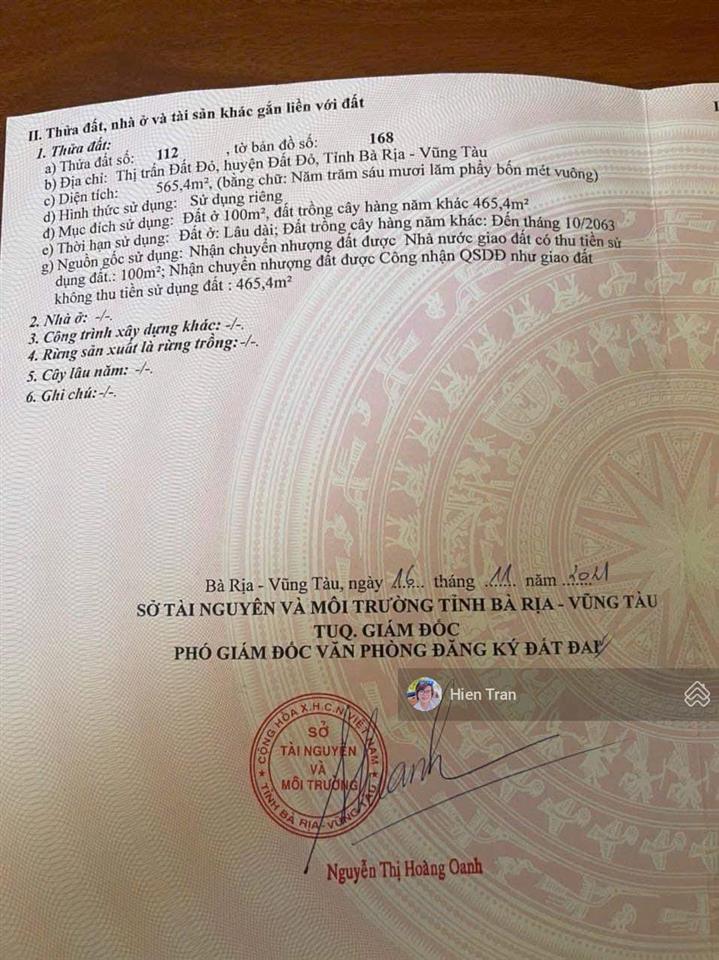 II. Thửa đất, nhà ở và tài sản khác gắn liền với đất
1. Thửa đất:
a) Thửa đất số: 112 , tờ bản đồ số: 168
b) Địa chỉ: Thị trấn Đất Đỏ, huyện Đất Đỏ, Tỉnh Bà Rịa - Vũng Tàu
c) Diện tích: 565,4m², (bằng chữ: Năm trăm sáu mươi lăm phẩy bốn mét vuông)
d) Hình thức sử dụng: Sử dụng riêng
đ) Mục đích sử dụng: Đất ở 100m², đất trồng cây hàng năm khác 465,4m²
e) Thời hạn sử dụng: Đất ở: Lâu dài; Đất trồng cây hàng năm khác: Đến tháng 10/2063
g) Nguồn gốc sử dụng: Nhận chuyển nhượng đất được Nhà nước giao đất có thu tiền sử
dụng đất.: 100m²; Nhận chuyển nhượng đất được Công nhận QSDĐ như giao đất
không thu tiền sử dụng đất : 465,4m²
2. Nhà ở: -/-.
3. Công trình xây dựng khác: -/-.
4. Rừng sản xuất là rừng trồng: -/-.
5. Cây lâu năm: -/-.
6. Ghi chú: -/-.
Bà Rịa - Vũng Tàu, ngày 16 tháng 11 năm 2021
SỞ TÀI NGUYÊN VÀ MÔI TRƯỜNG TỈNH BÀ RỊA - VŨNG TÀU
TUQ. GIÁM ĐỐC
PHÓ GIÁM ĐỐC VĂN PHÒNG ĐĂNG KÝ ĐẤT ĐAI
Hien Tran
CỘNG HÒA X.H.C.N VIỆT NAM
SỞ
TÀI NGUYÊN
VÀ
MÔI TRƯỜNG
TỈNH BÀ RỊA-VŨNG TÀU
Nguyễn Thị Hoàng Oanh